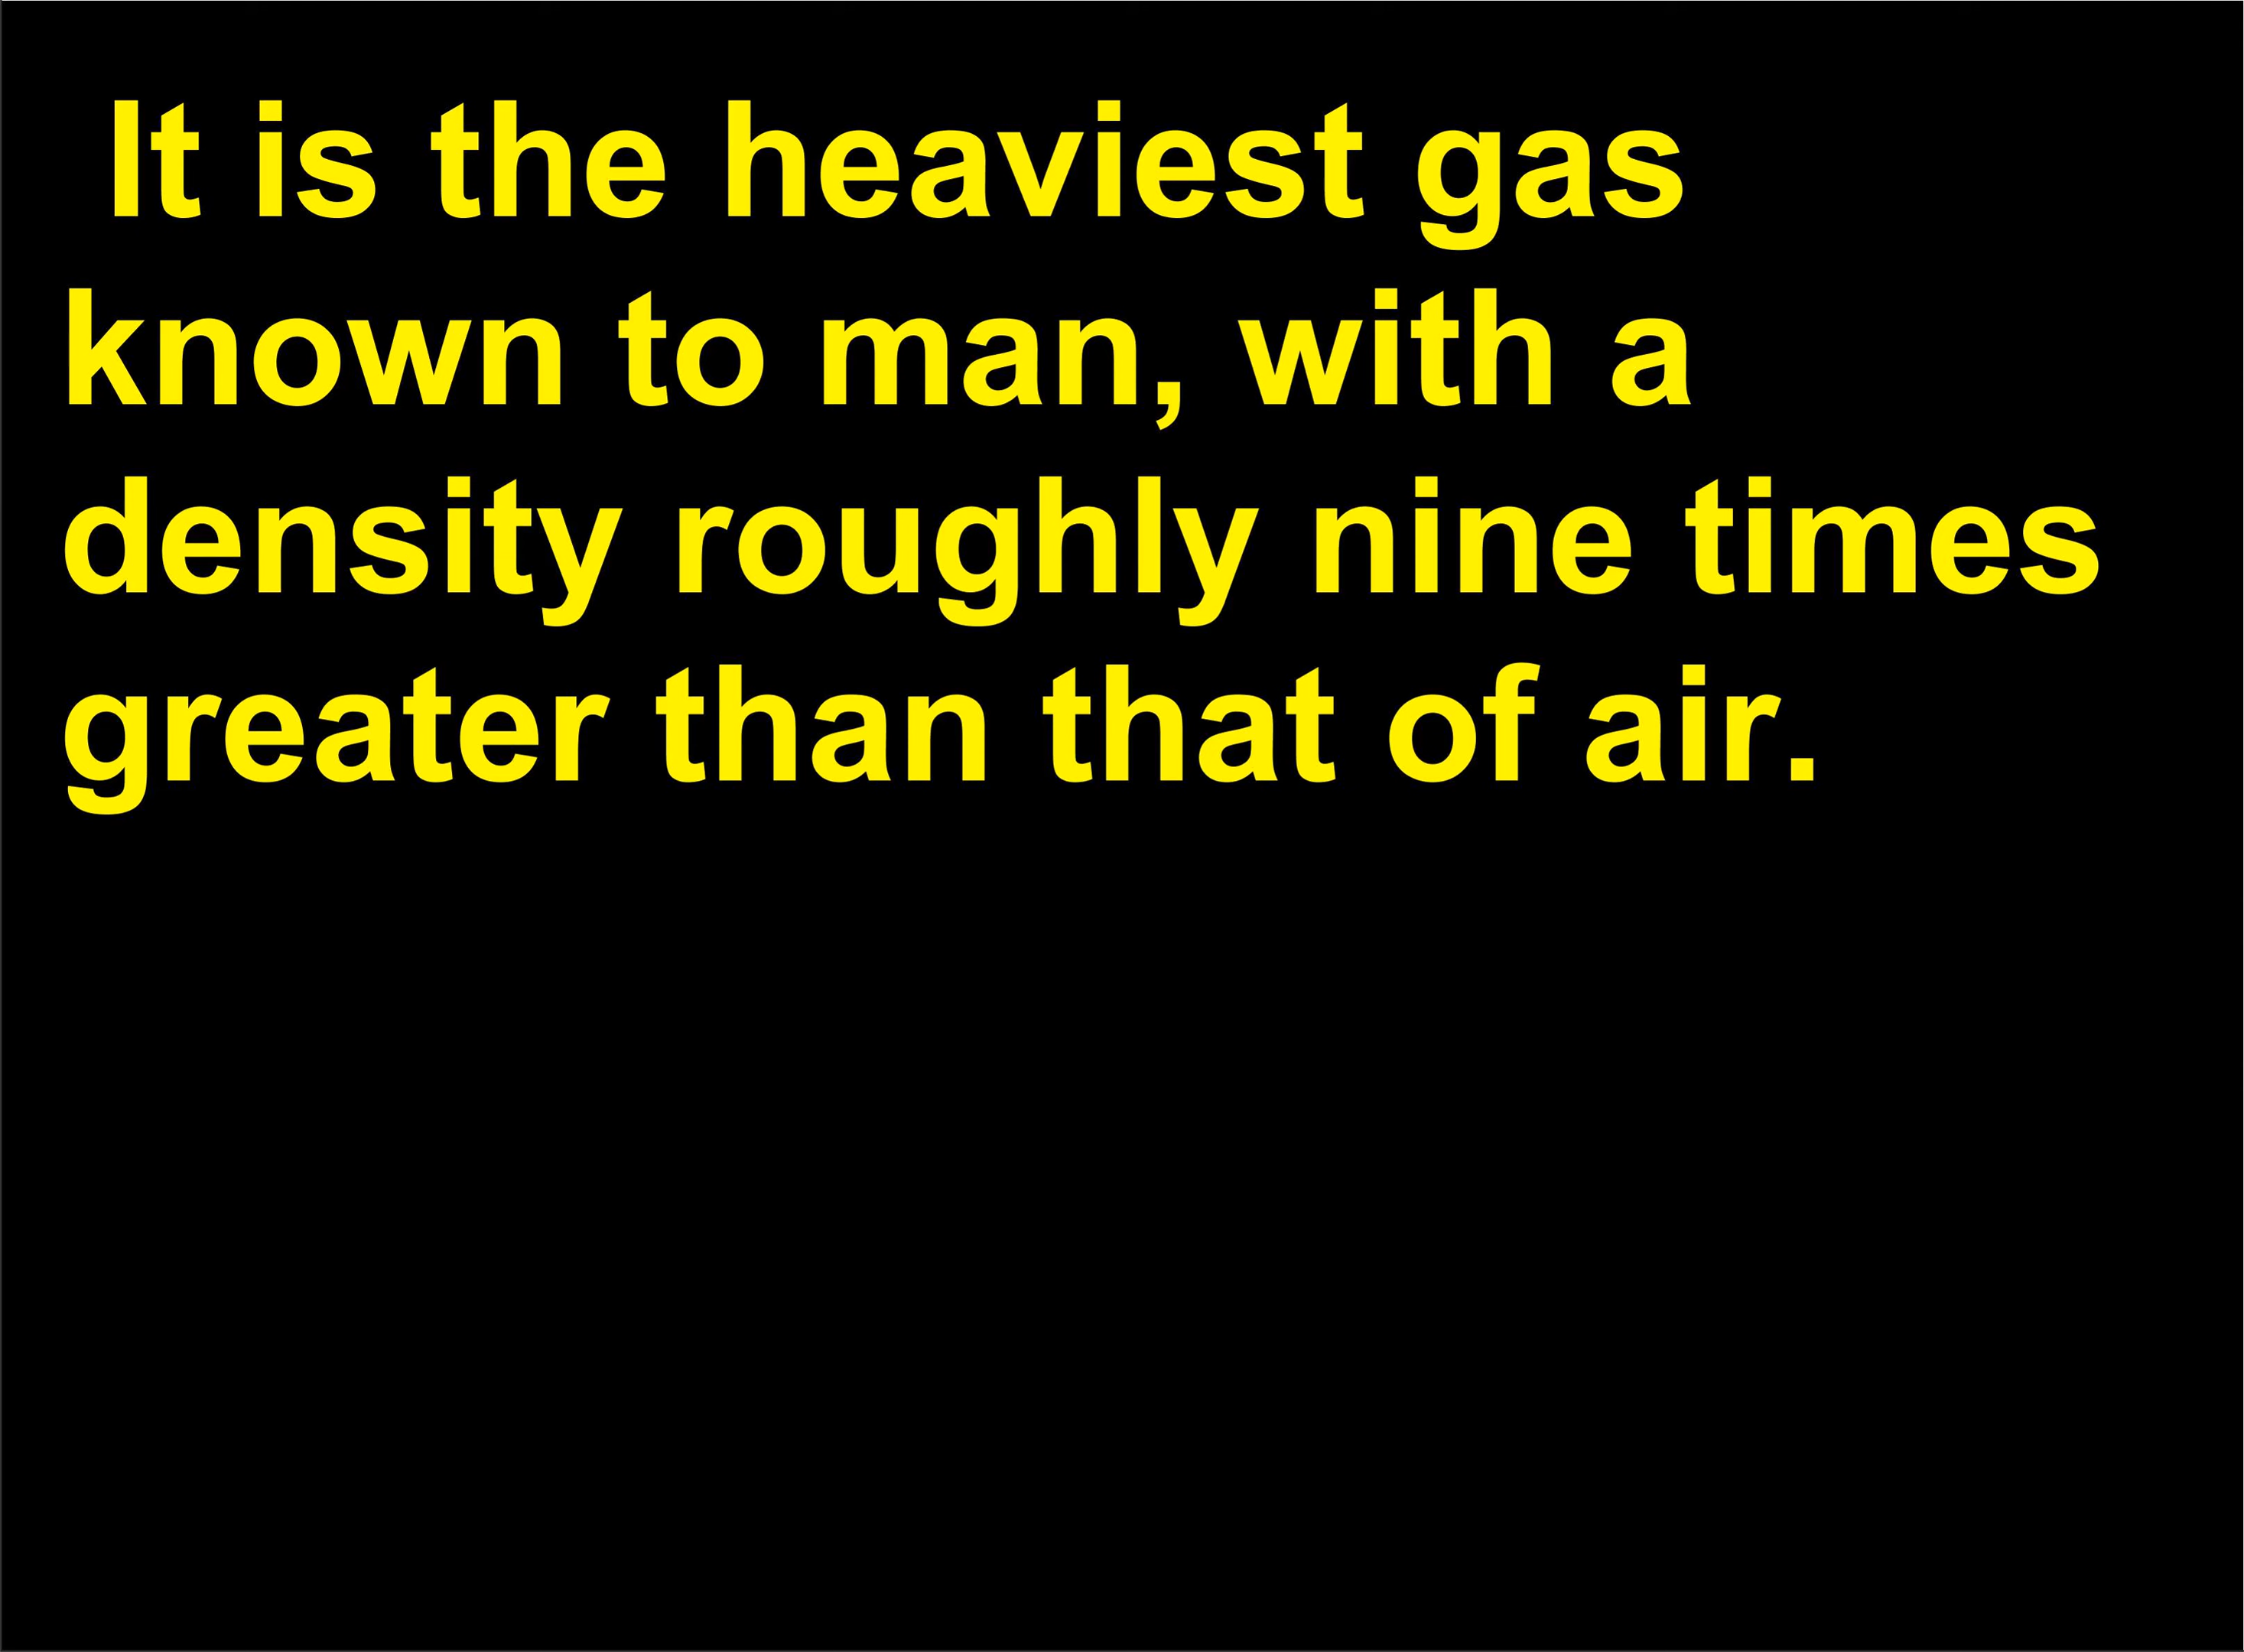 It is the heaviest gas
known to man, with a
density roughly nine times
greater than that of air.